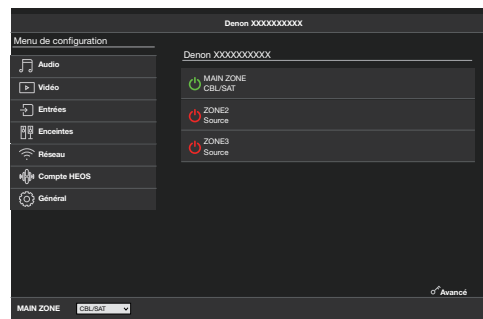 Denon XXXXXXXXXX
Menu de configuration
Audio
Vidéo
Entrées
Enceintes
Réseau
Compte HEOS
Général
Denon XXXXXXXXXX
MAIN ZONE
CBL/SAT
ZONE2
Source
ZONE3
Source
Avancé
MAIN ZONE CBL/SAT